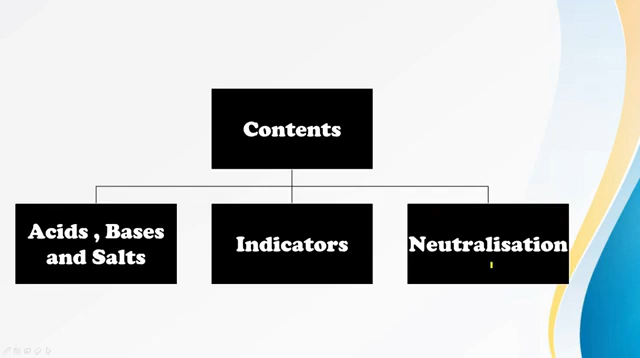 Contents
Acids , Bases
and Salts
Indicators
Neutralisation